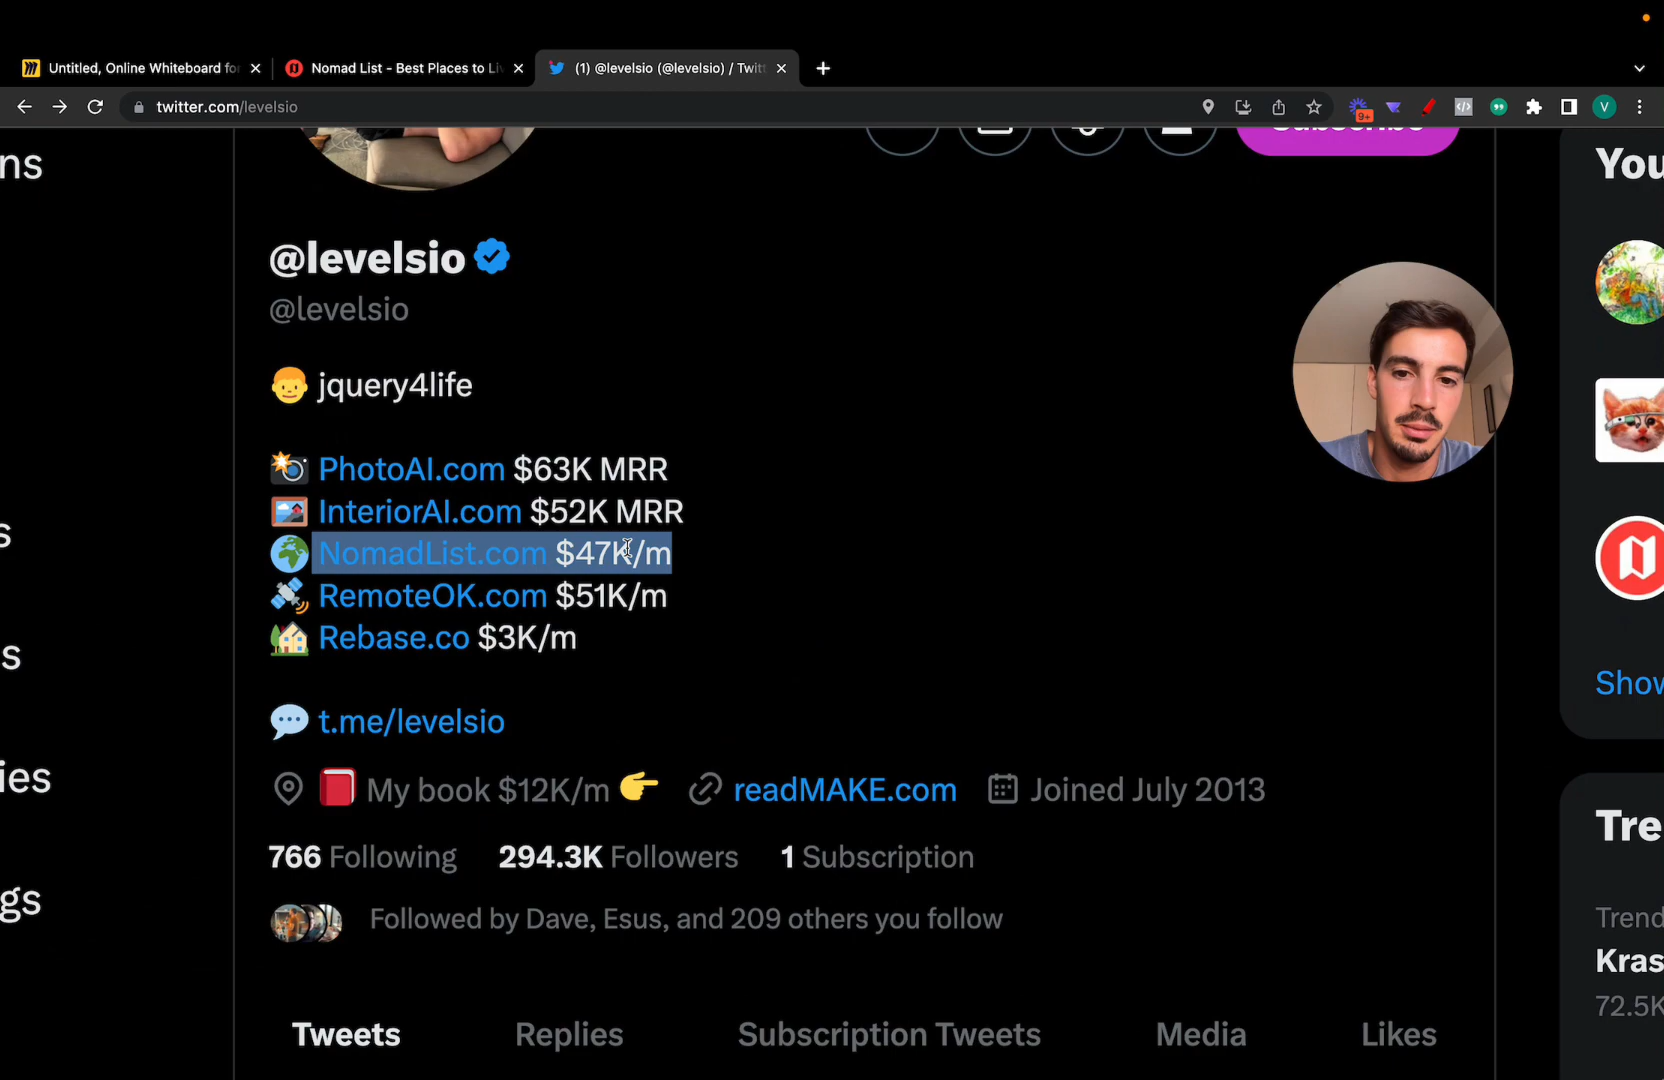 Untitled, Online Whiteboard for
Nomad List - Best Places to Li
(1) @levelsio (@levelsio) / Twitt
twitter.com/levelsio
9+
V
ns
Subscribe
You
@levelsio
@levelsio
jquery4life
PhotoAI.com $63K MRR
InteriorAI.com $52K MRR
NomadList.com $47K/m
RemoteOK.com $51K/m
Rebase.co $3K/m
s
s
Show
t.me/levelsio
ies
My book $12K/m
readMAKE.com
Joined July 2013
Tre
766 Following
294.3K Followers
1 Subscription
gs
Followed by Dave, Esus, and 209 others you follow
Trend
Kras
72.5K
Tweets
Replies
Subscription Tweets
Media
Likes